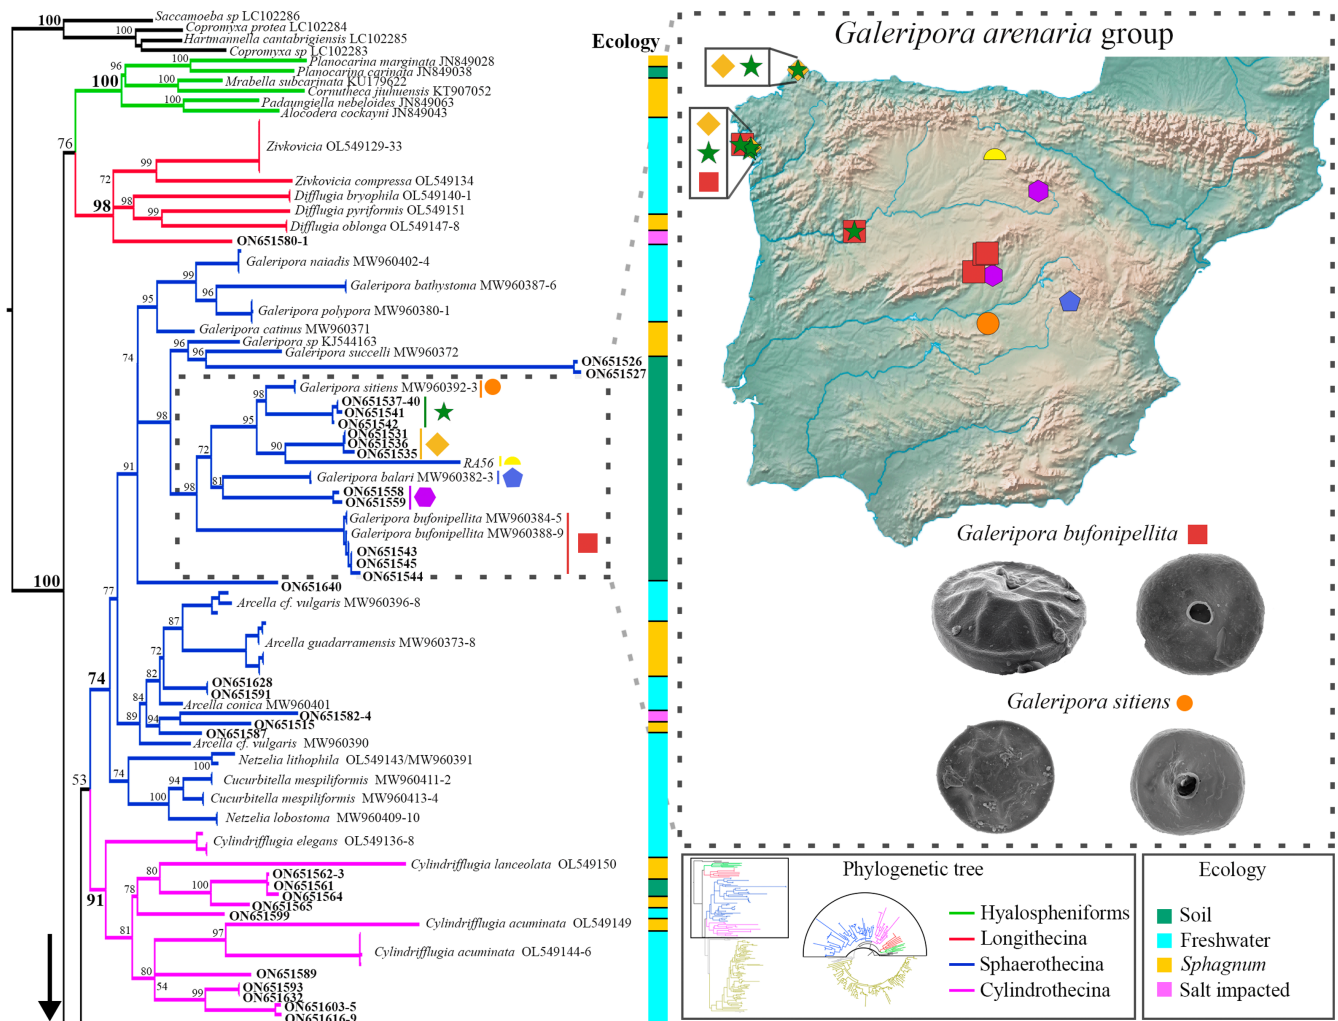 100
Saccamoeba sp LC102286
Copromyxa protea LC102284
100
Hartmannella cantabrigiensis LC102285
Copromyxa sp LC102283
Ecology
100
Planocarina marginata JN849028
96
Planocarina carinata JN849038
100
100
Mrabella subcarinata KU179622
Cornutheca jiuhuensis KT907052
100
Padaungiella nebeloides JN849063
Alocodera cockayni JN849043
76
Zivkovicia OL549129-33
99
72
Zivkovicia compressa OL549134
98
98
Difflugia bryophila OL549140-1
99
Difflugia pyriformis OL549151
Difflugia oblonga OL549147-8
ON651580-1
Galeripora naiadis MW960402-4
99
96
Galeripora bathystoma MW960387-6
95
Galeripora polypora MW960380-1
Galeripora catinus MW960371
74
96
Galeripora sp KJ544163
96
Galeripora succelli MW960372
ON651526
ON651527
98
Galeripora sitiens MW960392-3
98
ON651537-40
ON651541
ON651542
95
ON651531
ON651536
ON651535
90
72
RA56
91
81
Galeripora balari MW960382-3
98
ON651558
ON651559
Galeripora bufonipellita MW960384-5
Galeripora bufonipellita MW960388-9
ON651543
ON651545
ON651544
100
ON651640
77
Arcella cf. vulgaris MW960396-8
87
Arcella guadarramensis MW960373-8
72
82
ON651628
ON651591
74
84
Arcella conica MW960401
89
94
ON651582-4
ON651515
ON651587
Arcella cf. vulgaris MW960390
Netzelia lithophila OL549143/MW960391
100
74
94
Cucurbitella mespiliformis MW960411-2
100
Cucurbitella mespiliformis MW960413-4
Netzelia lobostoma MW960409-10
53
Cylindrifflugia elegans OL549136-8
Cylindrifflugia lanceolata OL549150
80
ON651562-3
100
ON651561
ON651564
78
ON651565
91
ON651599
Cylindrifflugia acuminata OL549149
81
97
Cylindrifflugia acuminata OL549144-6
80
ON651589
54
ON651593
99
ON651632
ON651603-5
ON651616-9
Galeripora arenaria group
Galeripora bufonipellita
Galeripora sitiens
Phylogenetic tree
Hyalospheniforms
Longithecina
Sphaerothecina
Cylindrothecina
Ecology
Soil
Freshwater
Sphagnum
Salt impacted